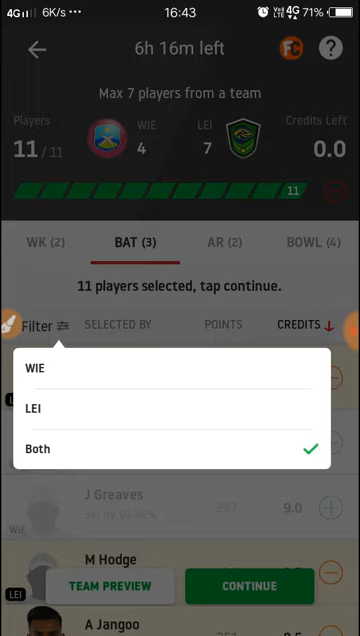 4G 6K/s ••• 16:43 VoLTE 4G 71%
6h 16m left FC ?
Max 7 players from a team
Players WIE LEI Credits Left
11 / 11 4 7 0.0
11
WK (2) BAT (3) AR (2) BOWL (4)
11 players selected, tap continue.
Filter SELECTED BY POINTS CREDITS
WIE
LEI
Both
J Greaves
397 9.0
WIE
M Hodge
LEI TEAM PREVIEW CONTINUE
A Jangoo